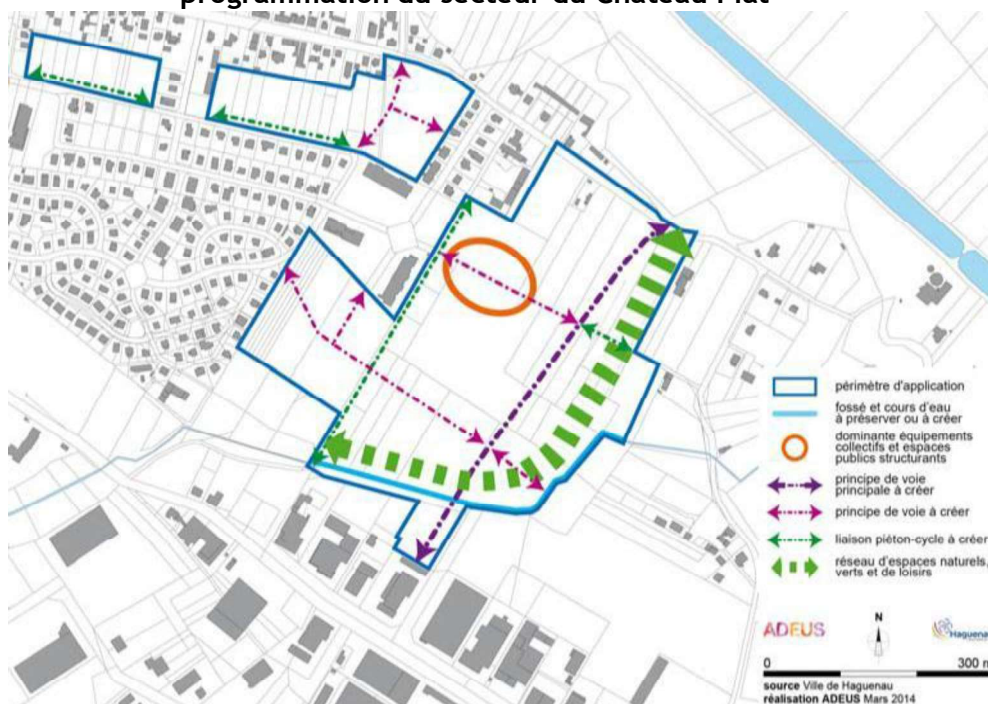 programmation du secteur du Château Fiat
périmètre d'application
fossé et cours d'eau
à préserver ou à créer
dominante équipements
collectifs et espaces
publics structurants
principe de voie
principale à créer
principe de voie à créer
liaison piéton-cycle à créer
réseau d'espaces naturels,
verts et de loisirs
ADEUS
N
Haguenau
0
300 m
source Ville de Haguenau
réalisation ADEUS Mars 2014